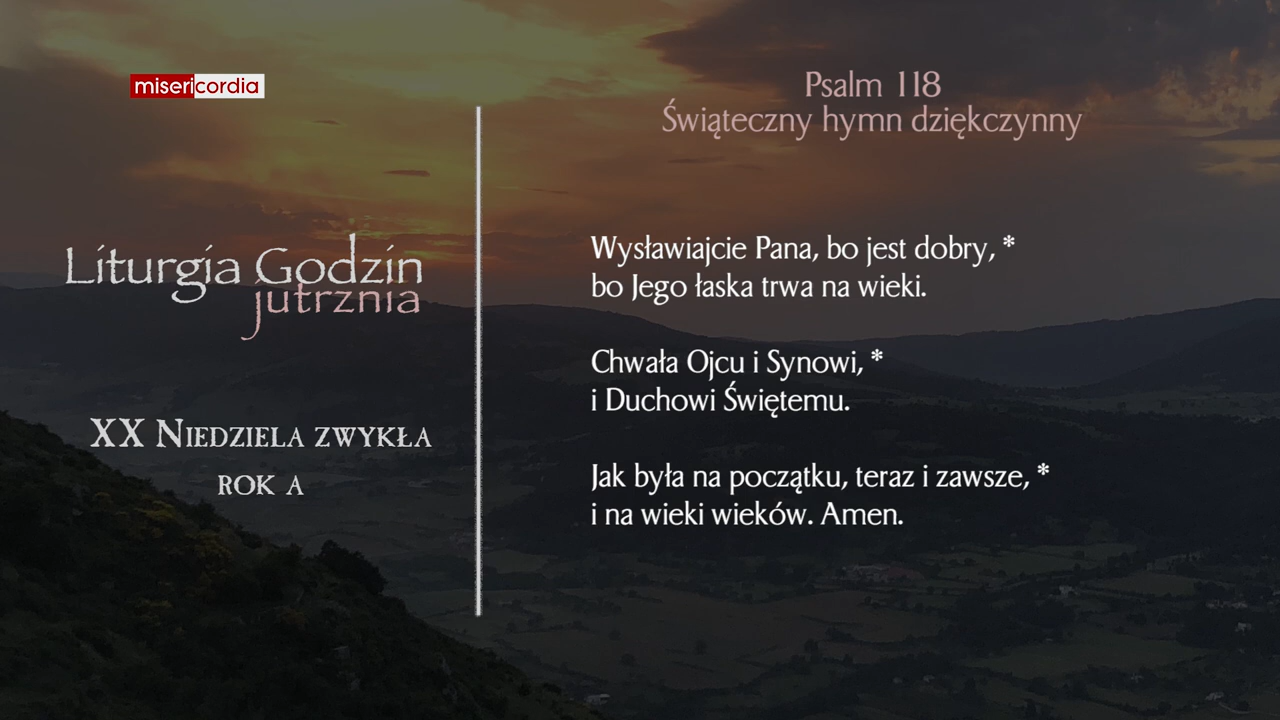 misericordia
Liturgia Godzin
jutrznia
XX Niedziela zwykła
rok A
Psalm 118
Świąteczny hymn dziękczynny
Wysławiajcie Pana, bo jest dobry, *
bo Jego łaska trwa na wieki.
Chwała Ojcu i Synowi, *
i Duchowi Świętemu.
Jak była na początku, teraz i zawsze, *
i na wieki wieków. Amen.